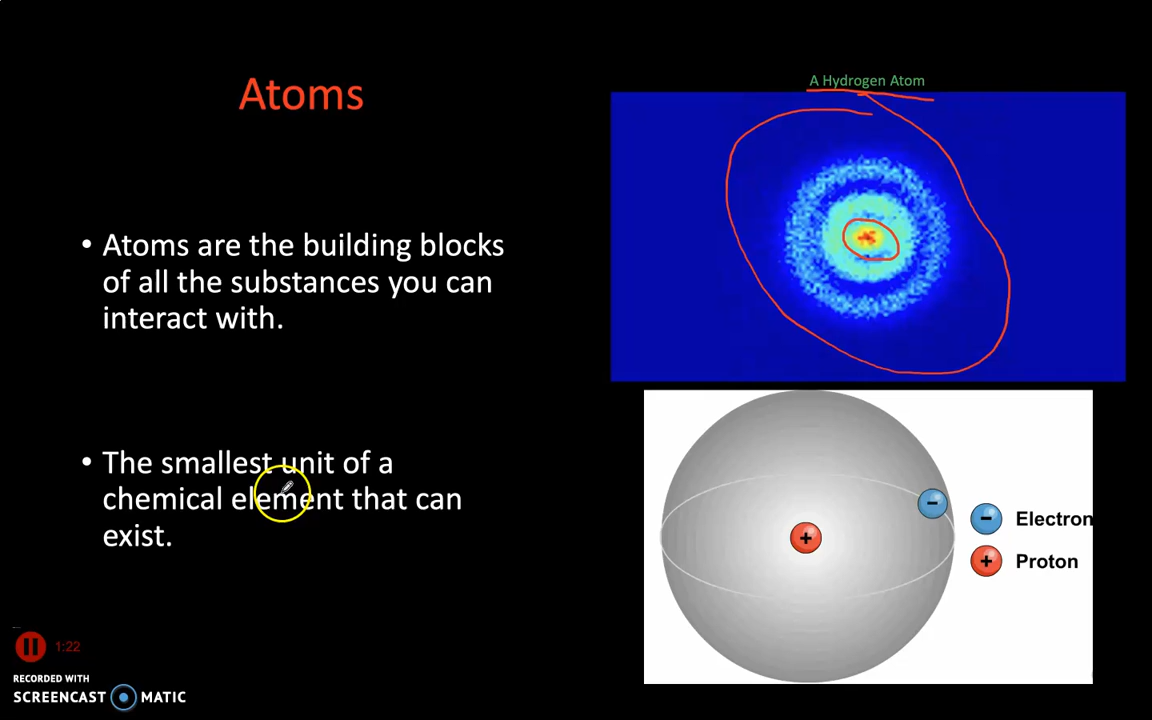 Atoms
A Hydrogen Atom
• Atoms are the building blocks
of all the substances you can
interact with.
• The smallest unit of a
chemical element that can
exist.
- - Electron
+ + Proton
1:22
RECORDED WITH
SCREENCAST MATIC